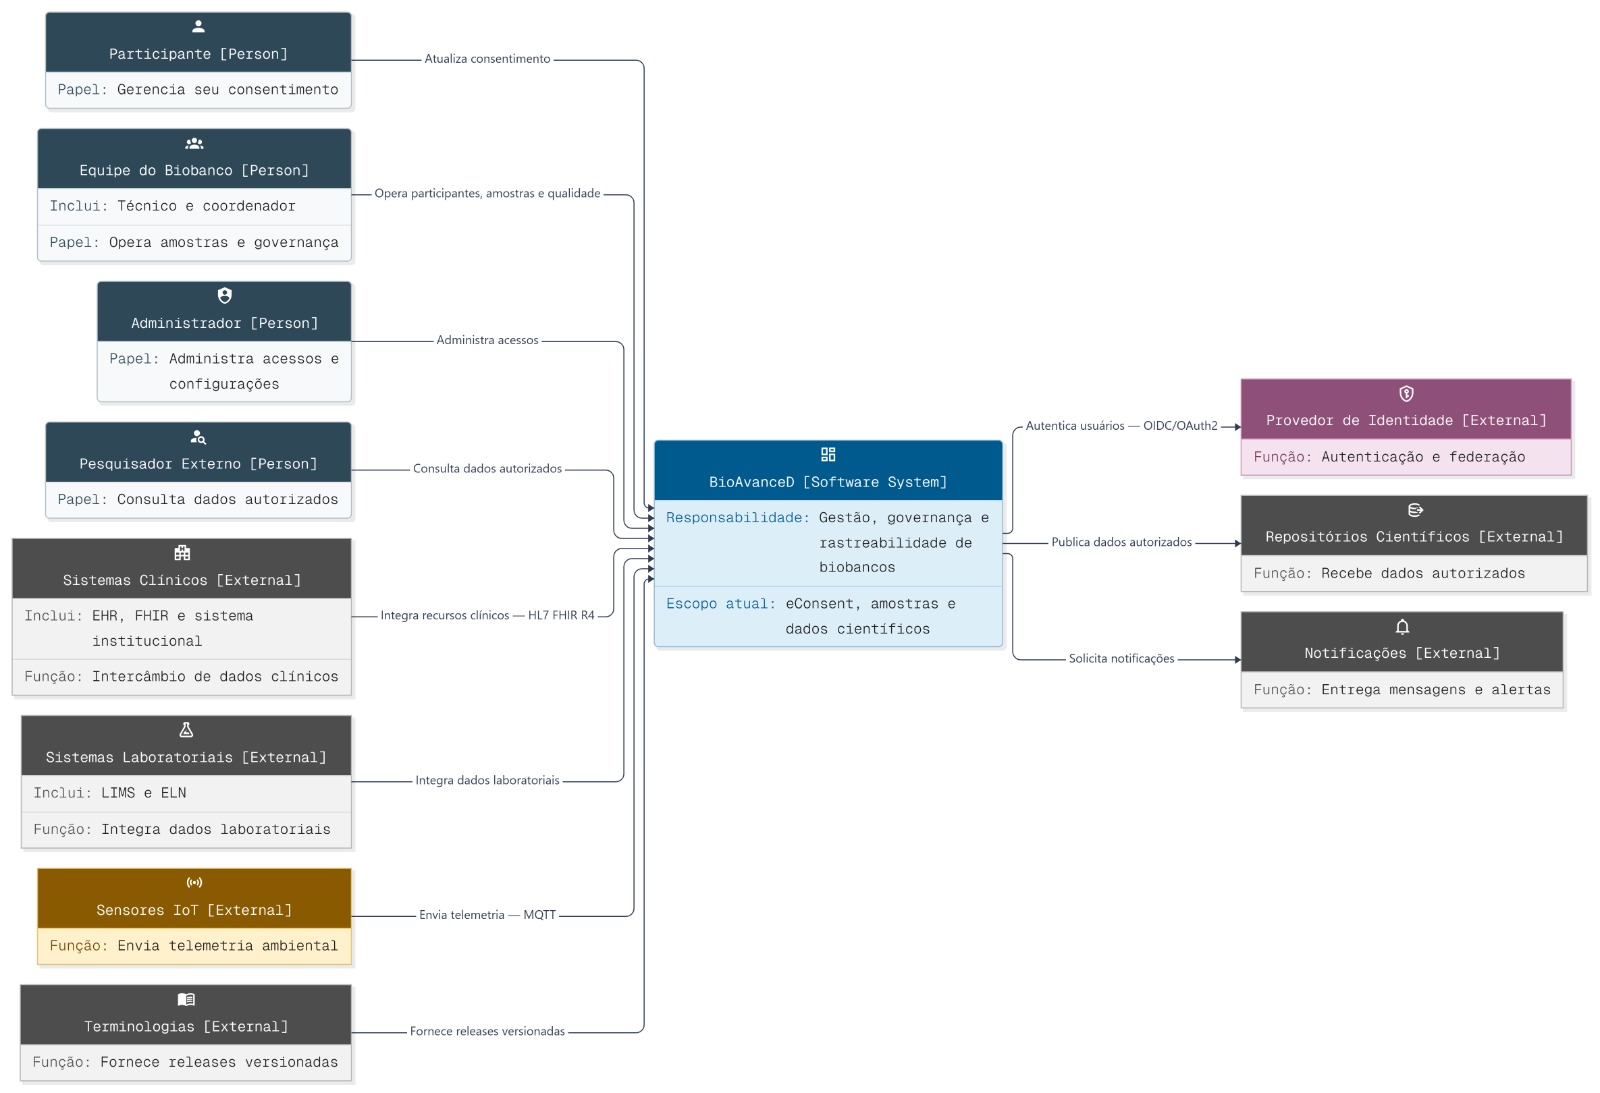 Participante [Person]
Papel: Gerencia seu consentimento
Atualiza consentimento
Equipe do Biobanco [Person]
Inclui: Técnico e coordenador
Papel: Opera amostras e governança
Opera participantes, amostras e qualidade
Administrador [Person]
Papel: Administra acessos e
configurações
Administra acessos
Pesquisador Externo [Person]
Papel: Consulta dados autorizados
Consulta dados autorizados
Sistemas Clínicos [External]
Inclui: EHR, FHIR e sistema
institucional
Função: Intercâmbio de dados clínicos
Integra recursos clínicos — HL7 FHIR R4
Sistemas Laboratoriais [External]
Inclui: LIMS e ELN
Função: Integra dados laboratoriais
Integra dados laboratoriais
Sensores IoT [External]
Função: Envia telemetria ambiental
Envia telemetria — MQTT
Terminologias [External]
Função: Fornece releases versionadas
Fornece releases versionadas
BioAvanceD [Software System]
Responsabilidade: Gestão, governança e
rastreabilidade de
biobancos
Escopo atual: eConsent, amostras e
dados científicos
Autentica usuários — OIDC/OAuth2
Provedor de Identidade [External]
Função: Autenticação e federação
Publica dados autorizados
Repositórios Científicos [External]
Função: Recebe dados autorizados
Solicita notificações
Notificações [External]
Função: Entrega mensagens e alertas